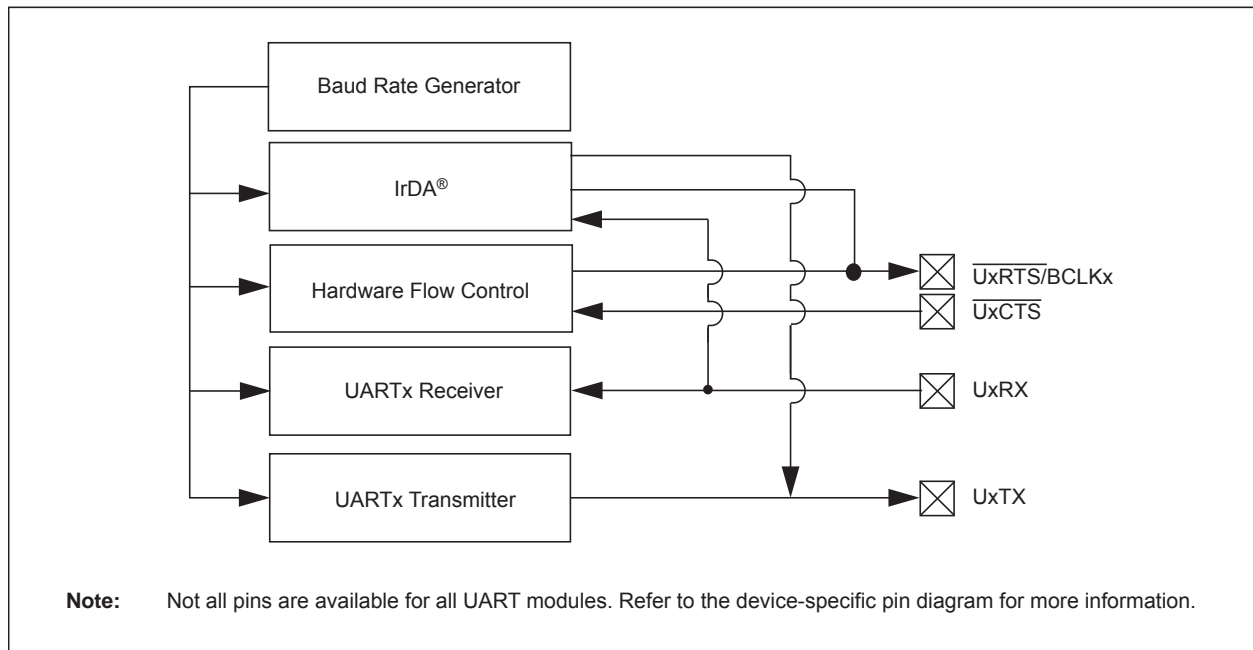 Baud Rate Generator
IrDA®
Hardware Flow Control
UARTx Receiver
UARTx Transmitter
UxRTS/BCLKx
UxCTS
UxRX
UxTX
Note: Not all pins are available for all UART modules. Refer to the device-specific pin diagram for more information.